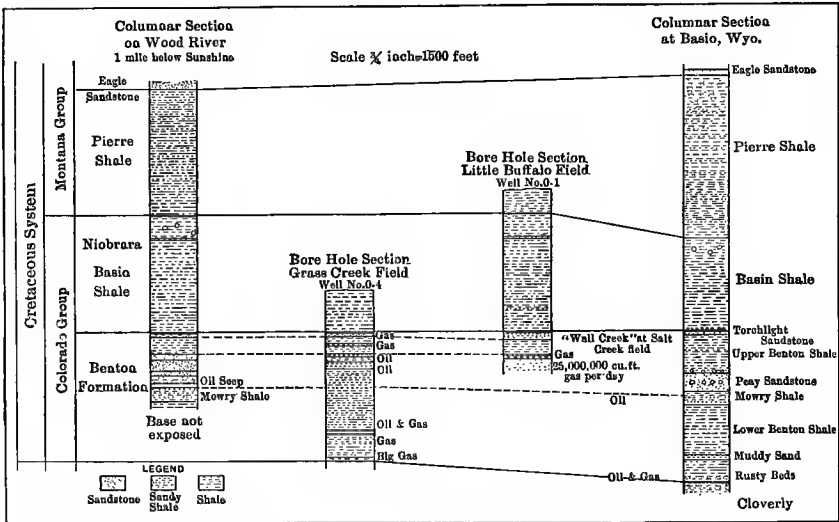 Columnar Section
on Wood River
1 mile below Sunshine
Scale ¾ inch=1500 feet
Columnar Section
at Basin, Wyo.
Cretaceous System
Montana Group
Colorado Group
Eagle
Sandstone
Pierre
Shale
Niobrara
Basin
Shale
Benton
Formation
Oil Seep
Mowry Shale
Base not
exposed
Bore Hole Section
Grass Creek Field
Well No.0-4
Gas
Gas
Oil
Oil
Oil & Gas
Gas
Big Gas
Bore Hole Section
Little Buffalo Field
Well No.0-1
"Wall Creek" at Salt
Creek field
Gas
25,000,000 cu.ft.
gas per day
Oil
Oil & Gas
Eagle Sandstone
Pierre Shale
Basin Shale
Torchlight
Sandstone
Upper Benton Shale
Peay Sandstone
Mowry Shale
Lower Benton Shale
Muddy Sand
Rusty Beds
Cloverly
LEGEND
Sandstone
Sandy
Shale
Shale